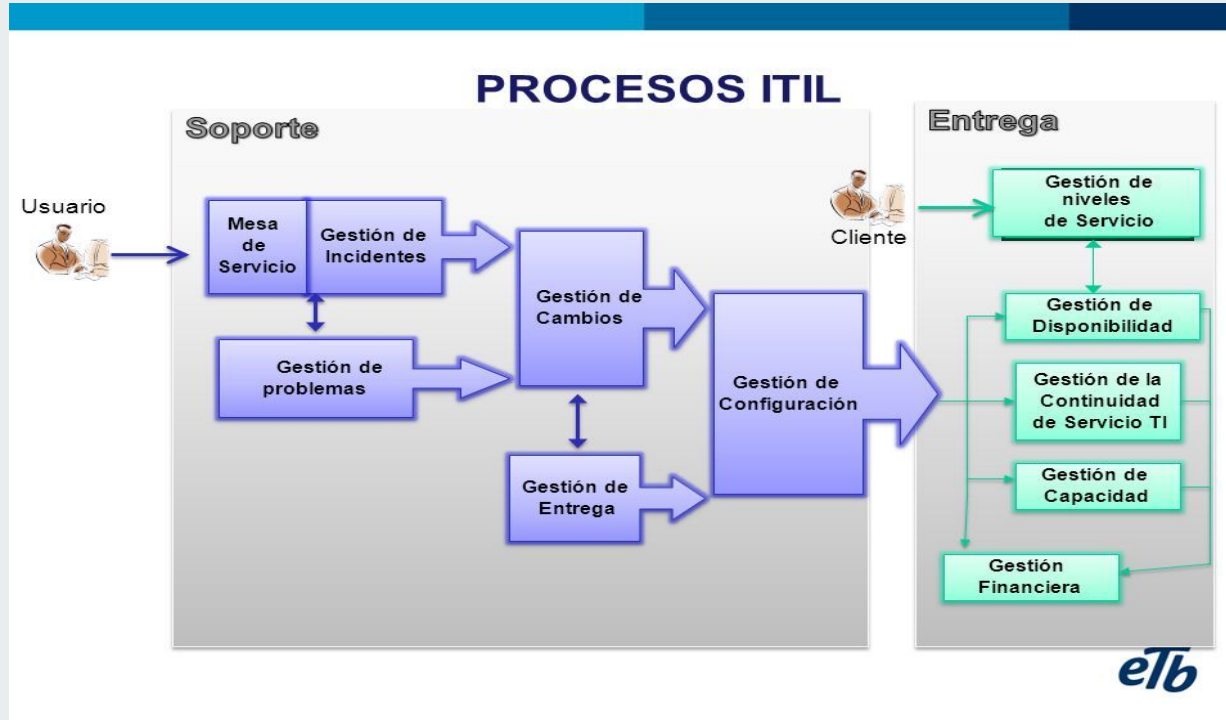 PROCESOS ITIL
Soporte
Entrega
Usuario
Mesa
de
Servicio
Gestión de
Incidentes
Gestión de
problemas
Gestión de
Cambios
Gestión de
Entrega
Gestión de
Configuración
Cliente
Gestión de
niveles
de Servicio
Gestión de
Disponibilidad
Gestión de la
Continuidad
de Servicio TI
Gestión de
Capacidad
Gestión
Financiera
eTb